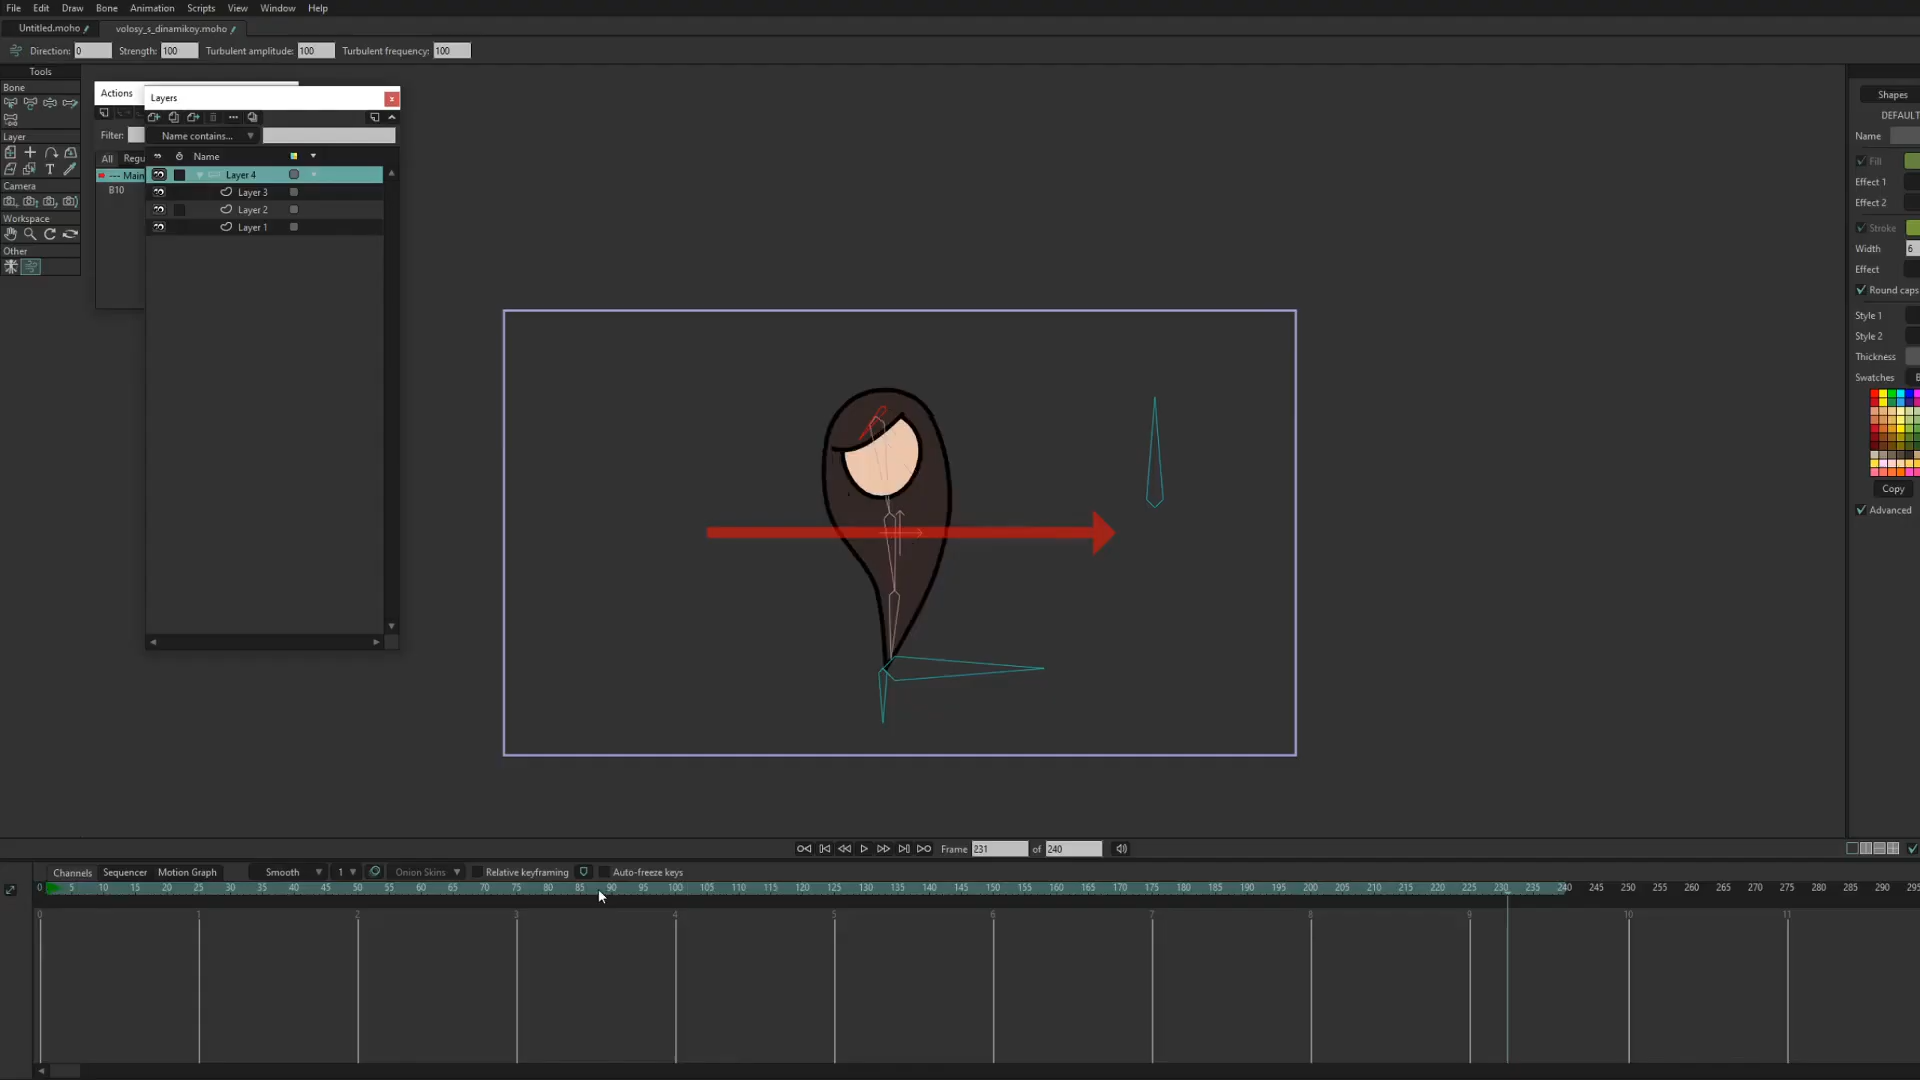 File Edit Draw Bone Animation Scripts View Window Help
Untitled.moho volosy_s_dinamikoy.moho
Direction: 0 Strength: 100 Turbulent amplitude: 100 Turbulent frequency: 100
Tools
Bone
Layer
Camera
Workspace
Other
Actions
Filter:
All Regu
--- Main
B10
Layers
Name contains...
Name
Layer 4
Layer 3
Layer 2
Layer 1
Shapes
DEFAULT
Name
Fill
Effect 1
Effect 2
Stroke
Width 6
Effect
Round caps
Style 1
Style 2
Thickness
Swatches B
Copy
Advanced
Frame 231 of 240
Channels Sequencer Motion Graph Smooth 1 Onion Skins Relative keyframing Auto-freeze keys
0 5 10 15 20 25 30 35 40 45 50 55 60 65 70 75 80 85 90 95 100 105 110 115 120 125 130 135 140 145 150 155 160 165 170 175 180 185 190 195 200 205 210 215 220 225 230 235 240 245 250 255 260 265 270 275 280 285 290 295
0 1 2 3 4 5 6 7 8 9 10 11